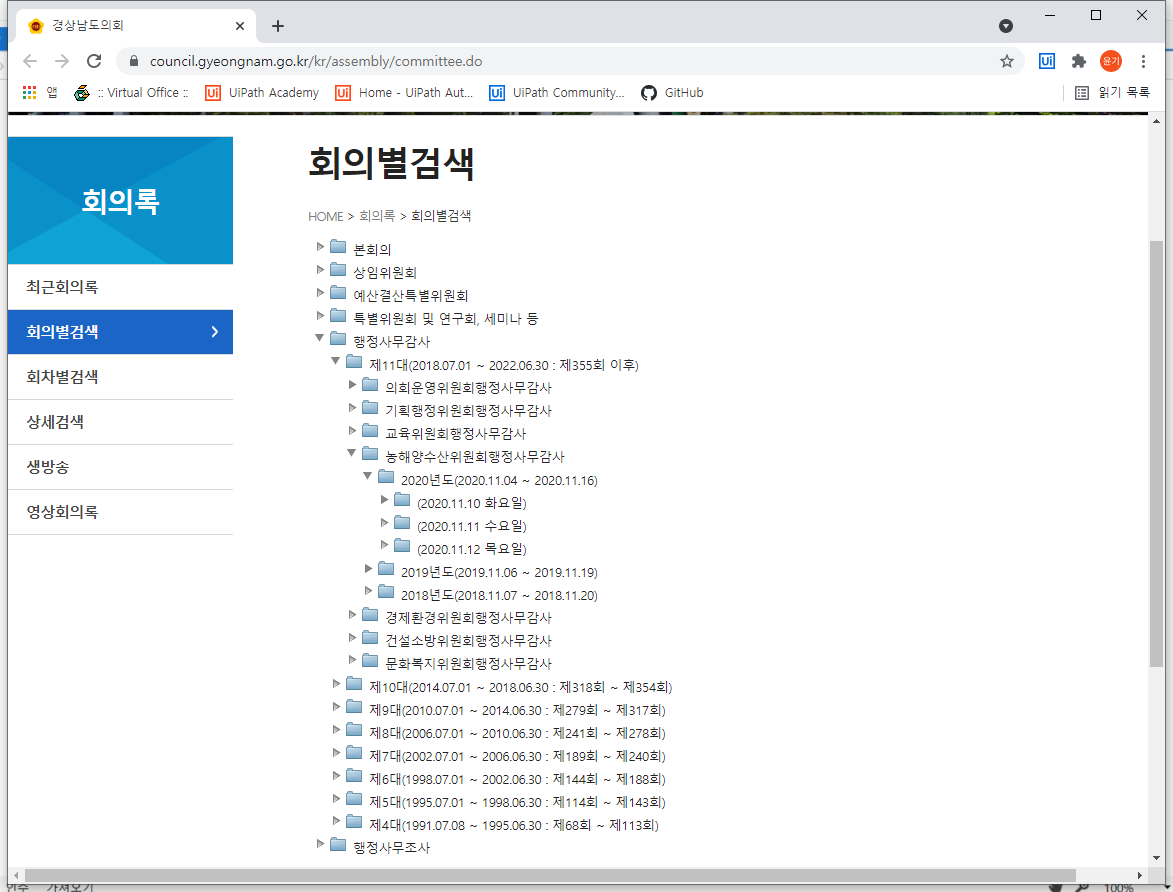 경상남도의회
council.gyeongnam.go.kr/kr/assembly/committee.do
윤기
앱 :: Virtual Office :: UiPath Academy Home - UiPath Aut... UiPath Community... GitHub 읽기 목록
회의록
최근회의록
회의별검색
회차별검색
상세검색
생방송
영상회의록
회의별검색
HOME > 회의록 > 회의별검색
본회의
상임위원회
예산결산특별위원회
특별위원회 및 연구회, 세미나 등
행정사무감사
제11대(2018.07.01 ~ 2022.06.30 : 제355회 이후)
의회운영위원회행정사무감사
기획행정위원회행정사무감사
교육위원회행정사무감사
농해양수산위원회행정사무감사
2020년도(2020.11.04 ~ 2020.11.16)
(2020.11.10 화요일)
(2020.11.11 수요일)
(2020.11.12 목요일)
2019년도(2019.11.06 ~ 2019.11.19)
2018년도(2018.11.07 ~ 2018.11.20)
경제환경위원회행정사무감사
건설소방위원회행정사무감사
문화복지위원회행정사무감사
제10대(2014.07.01 ~ 2018.06.30 : 제318회 ~ 제354회)
제9대(2010.07.01 ~ 2014.06.30 : 제279회 ~ 제317회)
제8대(2006.07.01 ~ 2010.06.30 : 제241회 ~ 제278회)
제7대(2002.07.01 ~ 2006.06.30 : 제189회 ~ 제240회)
제6대(1998.07.01 ~ 2002.06.30 : 제144회 ~ 제188회)
제5대(1995.07.01 ~ 1998.06.30 : 제114회 ~ 제143회)
제4대(1991.07.08 ~ 1995.06.30 : 제68회 ~ 제113회)
행정사무조사
가져오기 100%